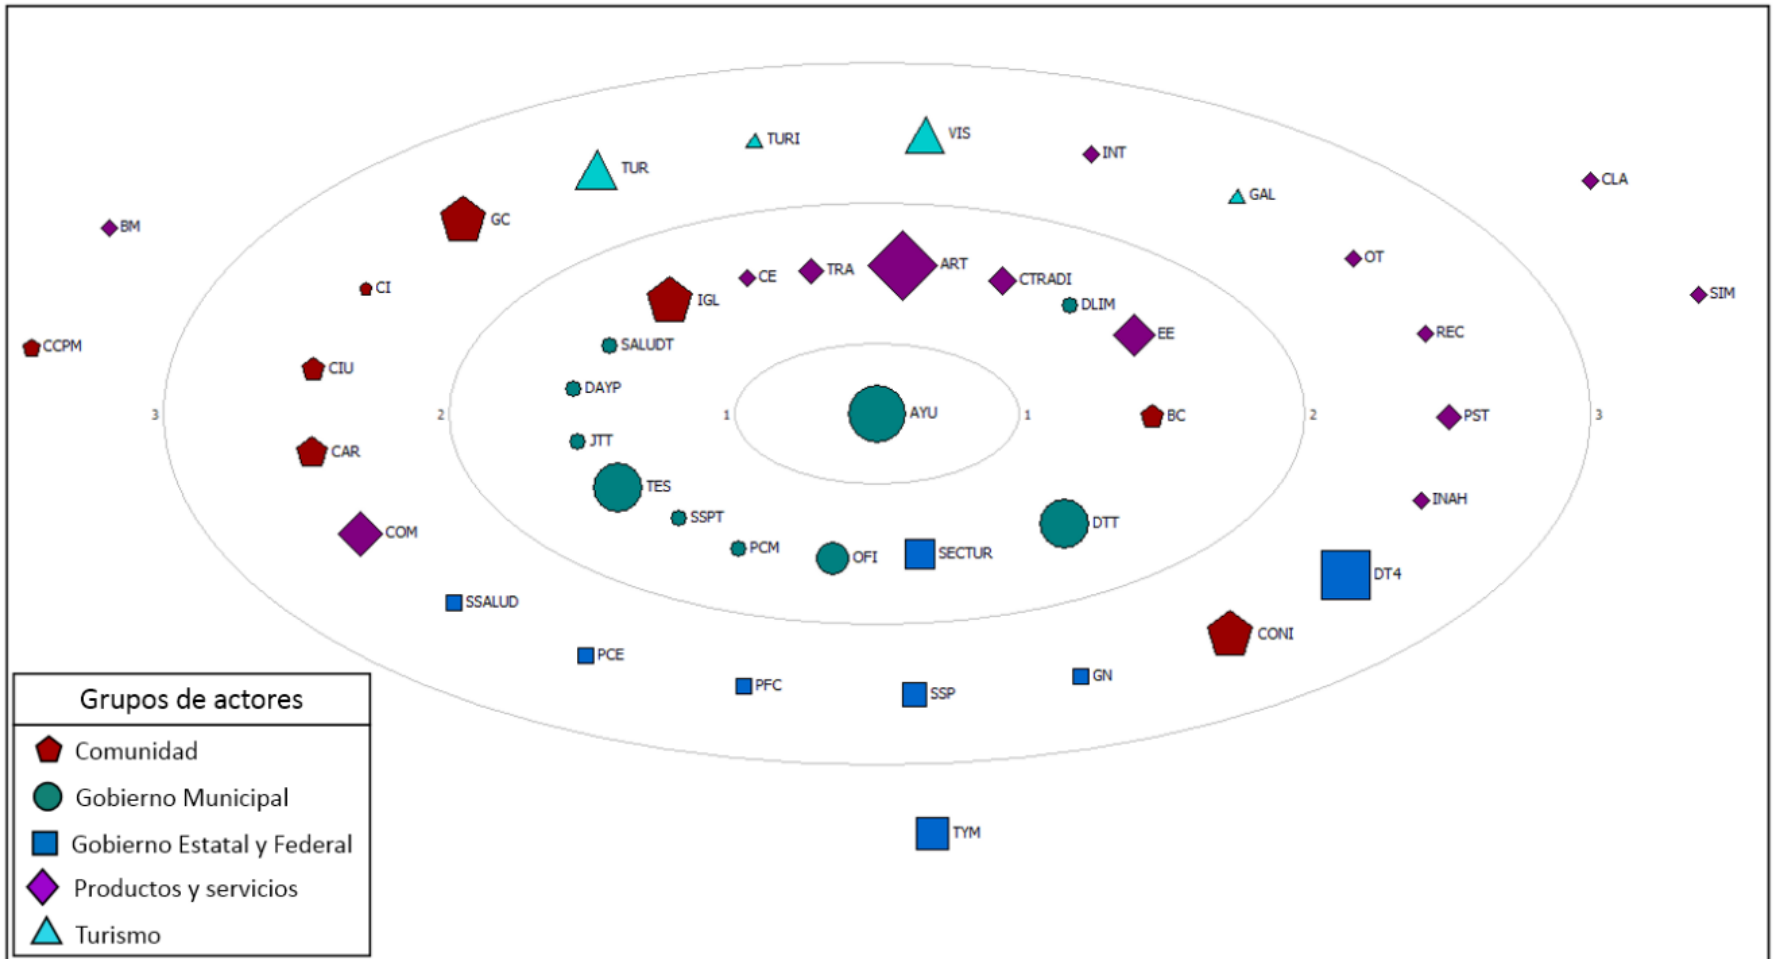 VIS
TURI
INT
TUR
CLA
GAL
GC
BM
OT
ART
TRA
CE
CTRADI
CI
SIM
IGL
DLIM
REC
EE
SALUDT
CCPM
CIU
DAYP
3
2
1
AYU
1
BC
2
PST
3
JTT
CAR
TES
INAH
SSPT
DTT
COM
PCM
SECTUR
OFI
DT4
SSALUD
CONI
PCE
GN
PFC
SSP
TYM
Grupos de actores
Comunidad
Gobierno Municipal
Gobierno Estatal y Federal
Productos y servicios
Turismo